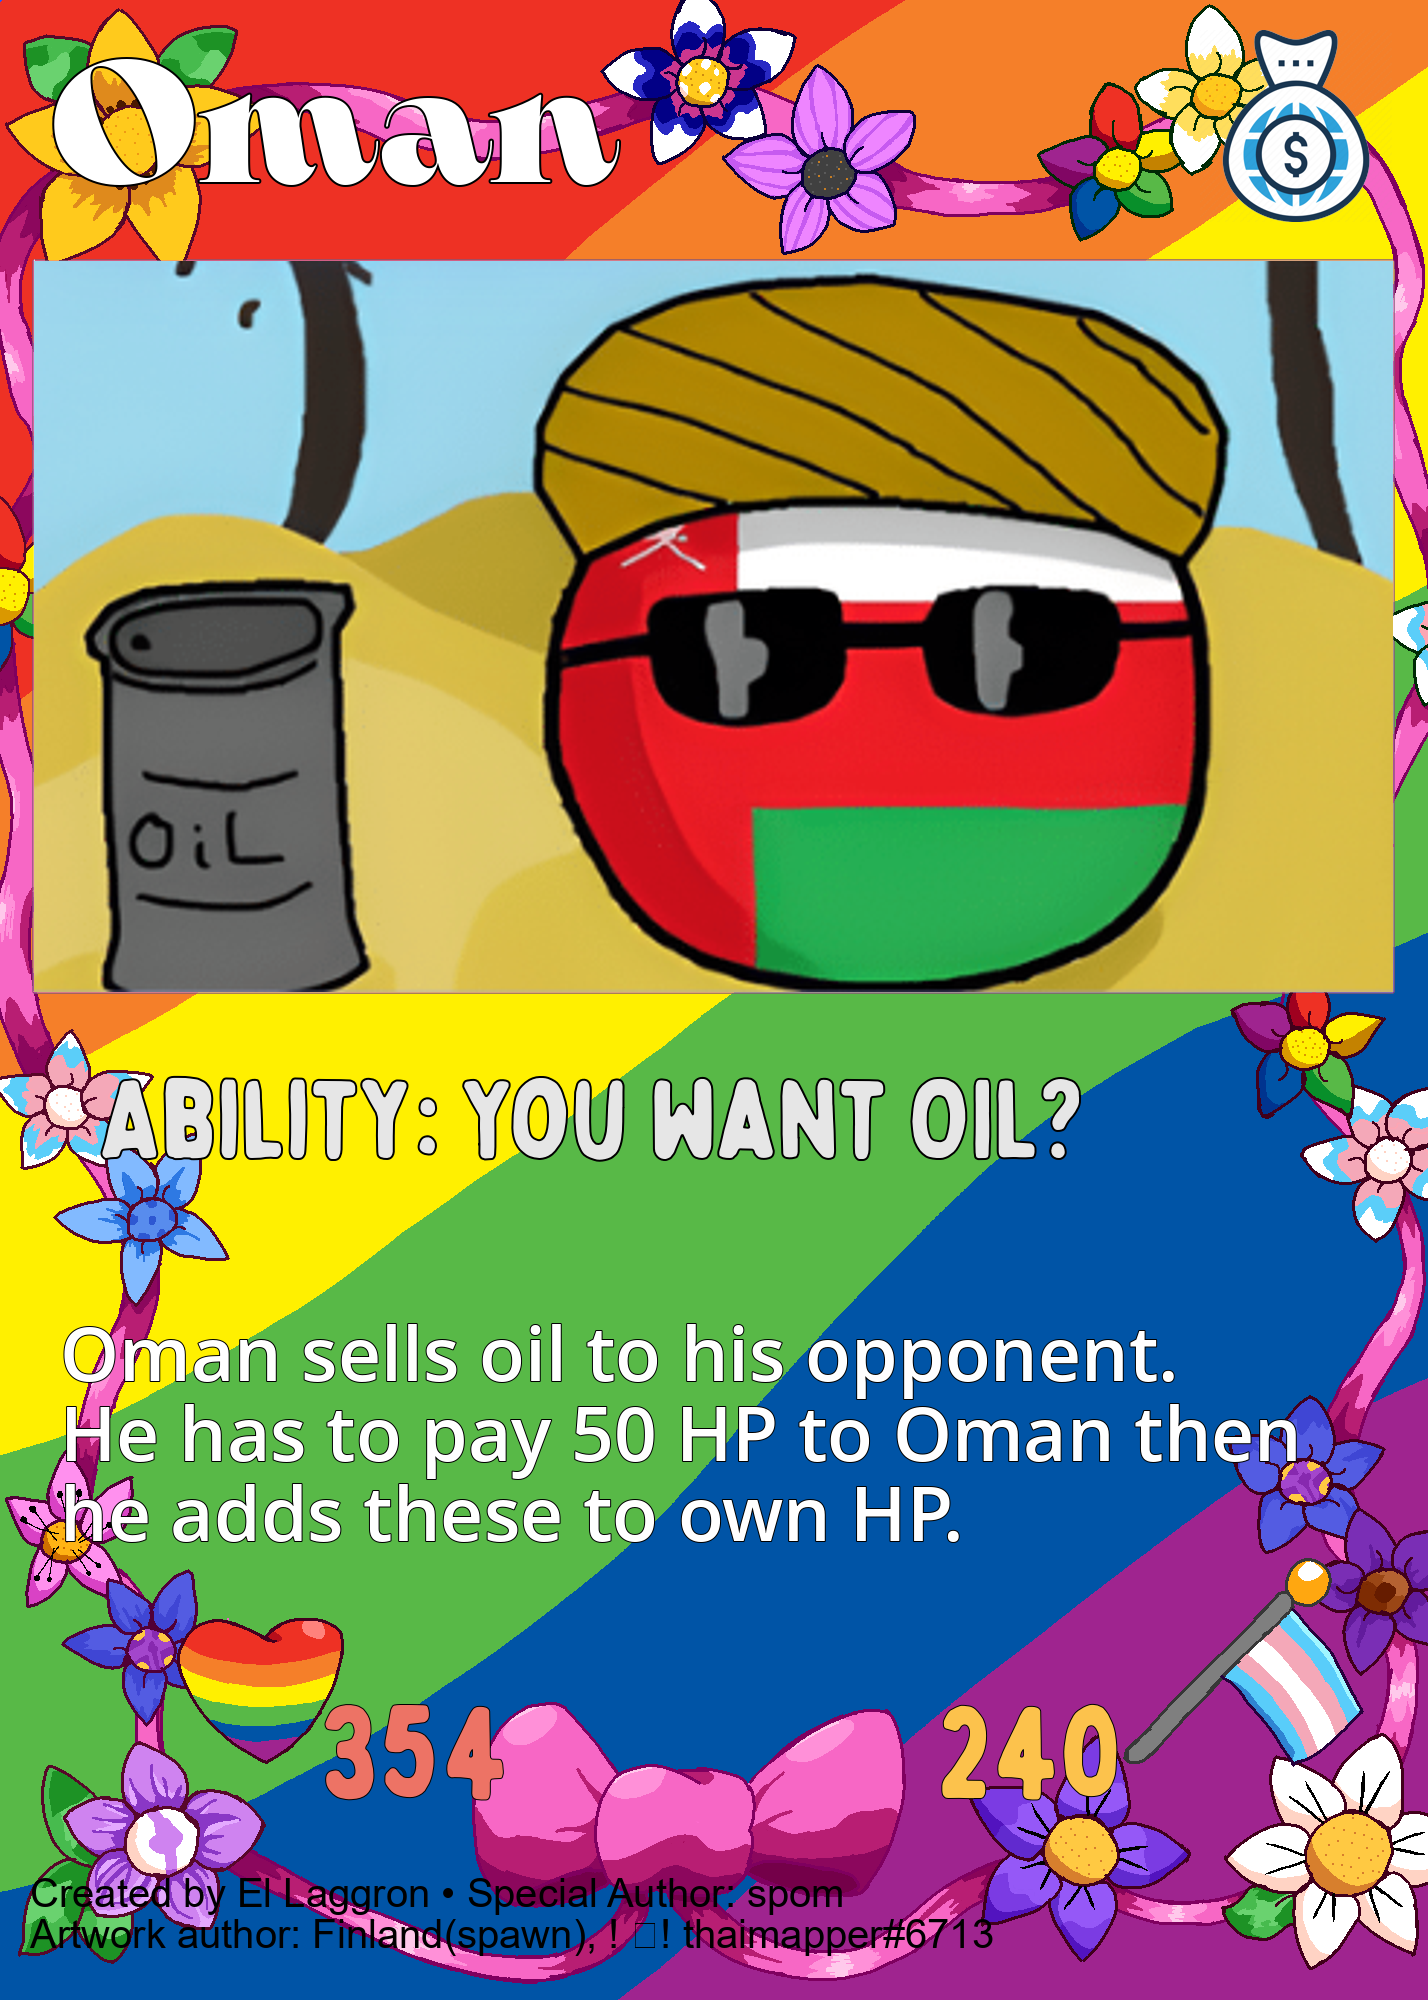 Oman
$
OiL
ABILITY: YOU WANT OIL?
Oman sells oil to his opponent.
He has to pay 50 HP to Oman then
he adds these to own HP.
354
240
Created by El Laggron • Special Author: spom
Artwork author: Finland(spawn), ! □! thaimapper#6713